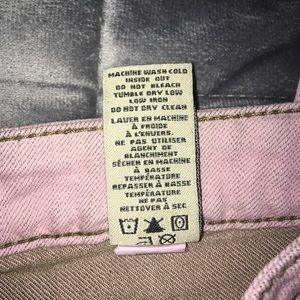 MACHINE WASH COLD
INSIDE OUT
DO NOT BLEACH
TUMBLE DRY LOW
LOW IRON
DO NOT DRY CLEAN
LAVER EN MACHINE
À FROIDE
À L'ENVERS.
NE PAS UTILISER
AGENT DE
BLANCHIMENT
SÉCHER EN MACHINE
À BASSE
TEMPÉRATURE
REPASSER À BASSE
TEMPÉRATURE
NE PAS
NETTOYER À SEC